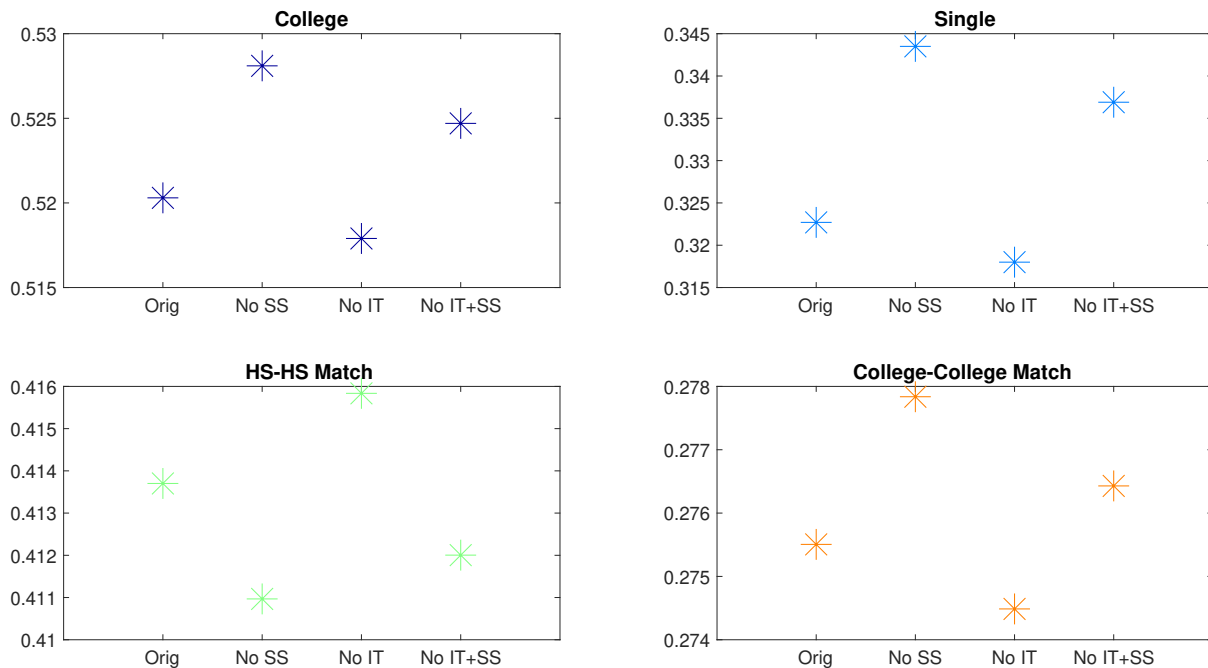 College
0.53
0.525
0.52
0.515
Orig No SS No IT No IT+SS
Single
0.345
0.34
0.335
0.33
0.325
0.32
0.315
Orig No SS No IT No IT+SS
HS-HS Match
0.416
0.415
0.414
0.413
0.412
0.411
0.41
Orig No SS No IT No IT+SS
College-College Match
0.278
0.277
0.276
0.275
0.274
Orig No SS No IT No IT+SS